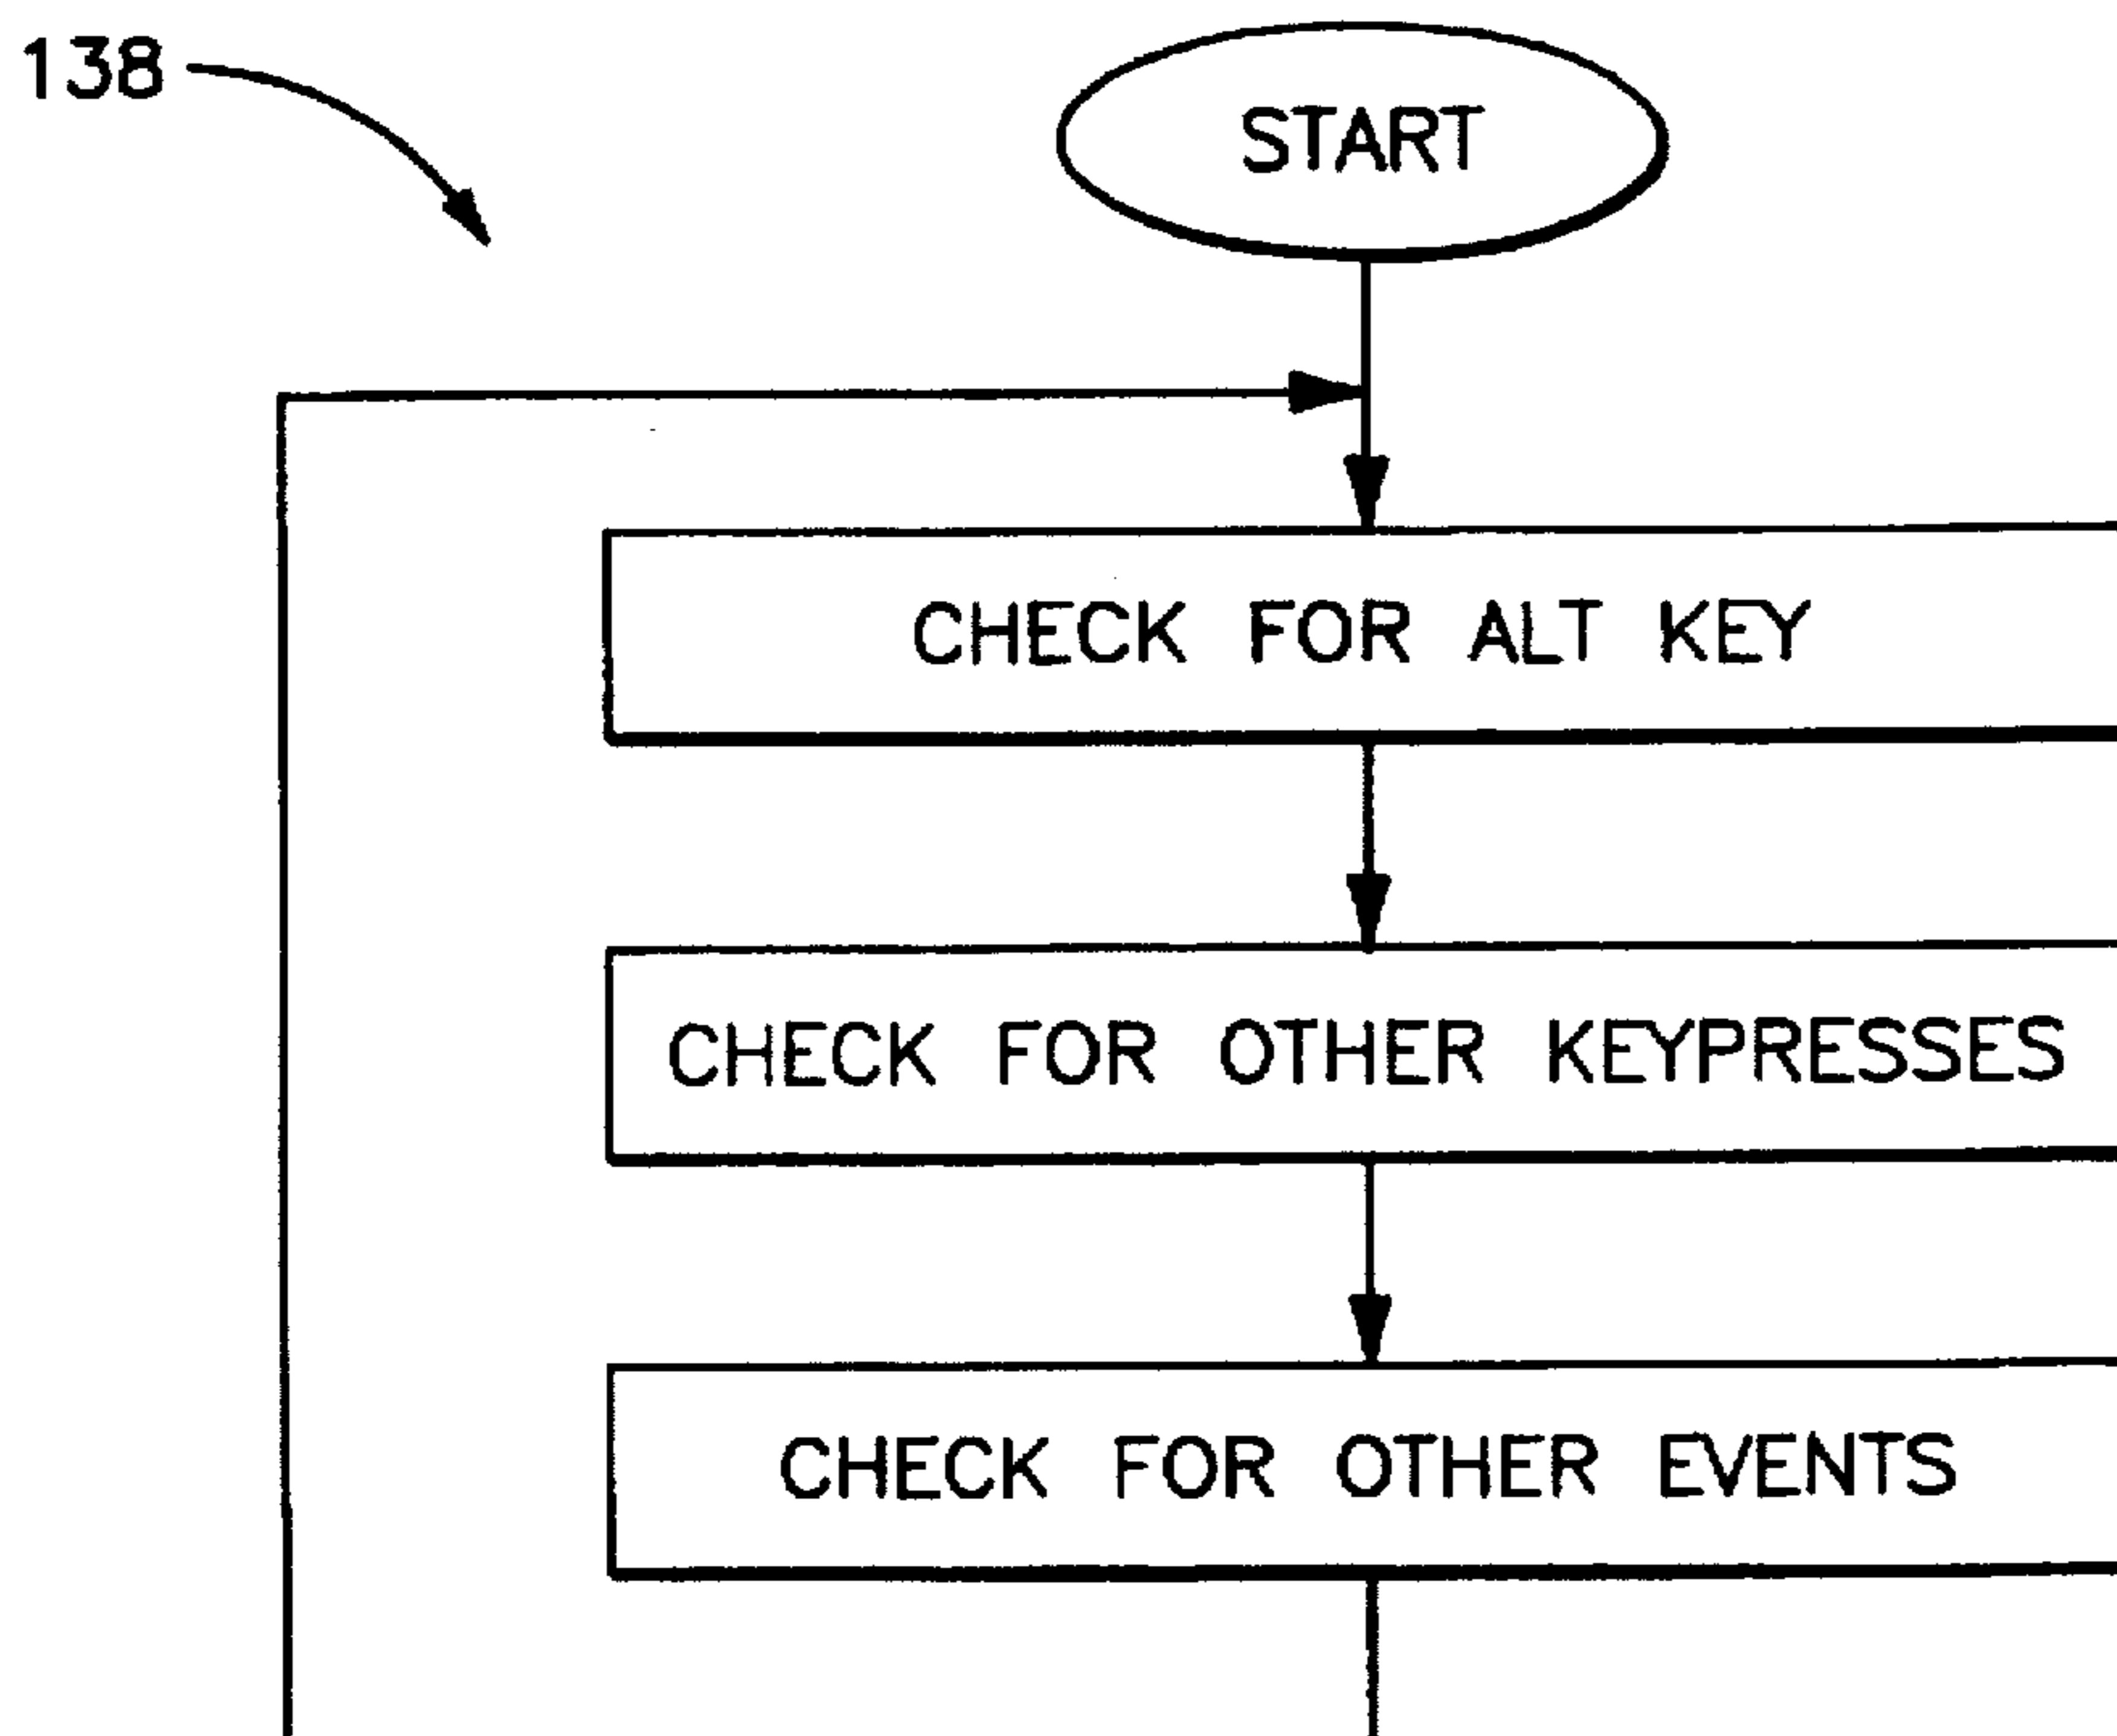 138
START
CHECK FOR ALT KEY
CHECK FOR OTHER KEYPRESSES
CHECK FOR OTHER EVENTS